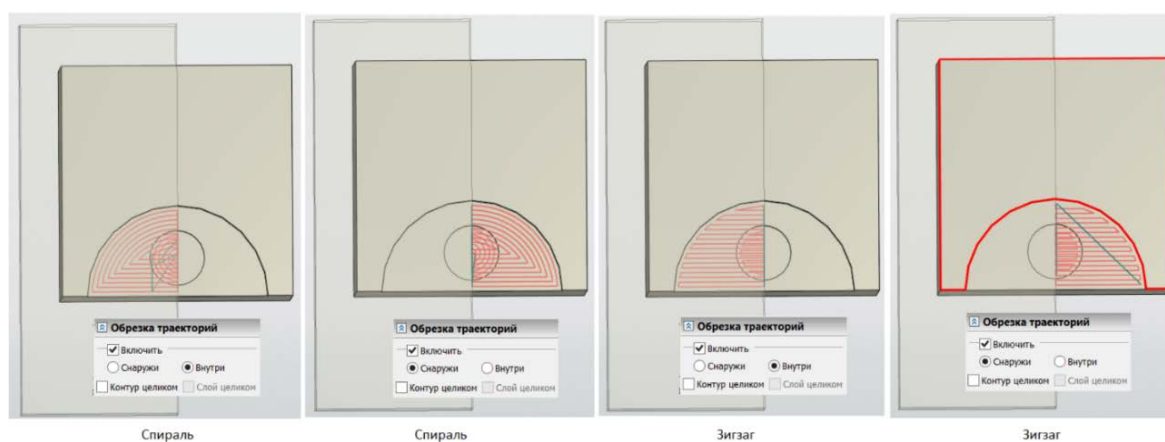 Обрезка траекторий
Включить
Снаружи Внутри
Контур целиком Слой целиком
Спираль
Обрезка траекторий
Включить
Снаружи Внутри
Контур целиком Слой целиком
Спираль
Обрезка траекторий
Включить
Снаружи Внутри
Контур целиком Слой целиком
Зигзаг
Обрезка траекторий
Включить
Снаружи Внутри
Контур целиком Слой целиком
Зигзаг